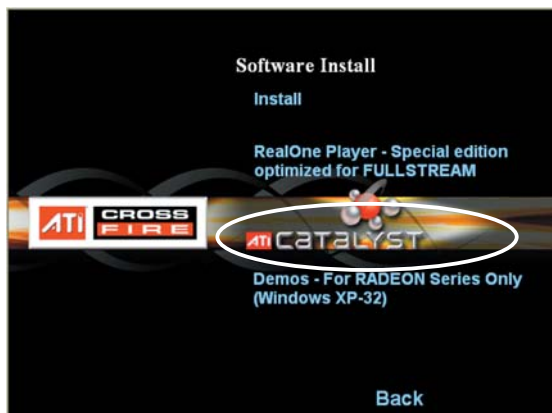 Software Install
Install
RealOne Player - Special edition
optimized for FULLSTREAM
ATI CROSS
FIRE
ATI CATALYST
Demos - For RADEON Series Only
(Windows XP-32)
Back